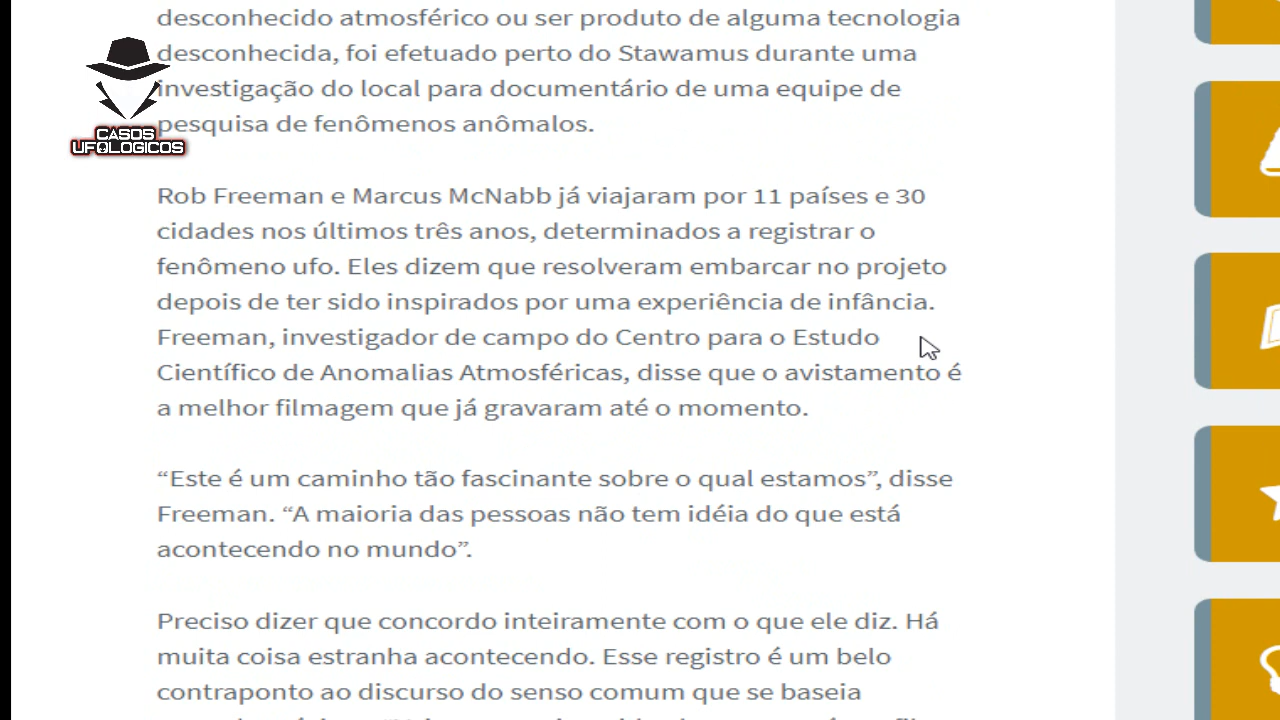 desconhecido atmosférico ou ser produto de alguma tecnologia
desconhecida, foi efetuado perto do Stawamus durante uma
investigação do local para documentário de uma equipe de
pesquisa de fenômenos anômalos.
CASOS
UFOLOGICOS
Rob Freeman e Marcus McNabb já viajaram por 11 países e 30
cidades nos últimos três anos, determinados a registrar o
fenômeno ufo. Eles dizem que resolveram embarcar no projeto
depois de ter sido inspirados por uma experiência de infância.
Freeman, investigador de campo do Centro para o Estudo
Científico de Anomalias Atmosféricas, disse que o avistamento é
a melhor filmagem que já gravaram até o momento.
“Este é um caminho tão fascinante sobre o qual estamos”, disse
Freeman. “A maioria das pessoas não tem idéia do que está
acontecendo no mundo”.
Preciso dizer que concordo inteiramente com o que ele diz. Há
muita coisa estranha acontecendo. Esse registro é um belo
contraponto ao discurso do senso comum que se baseia